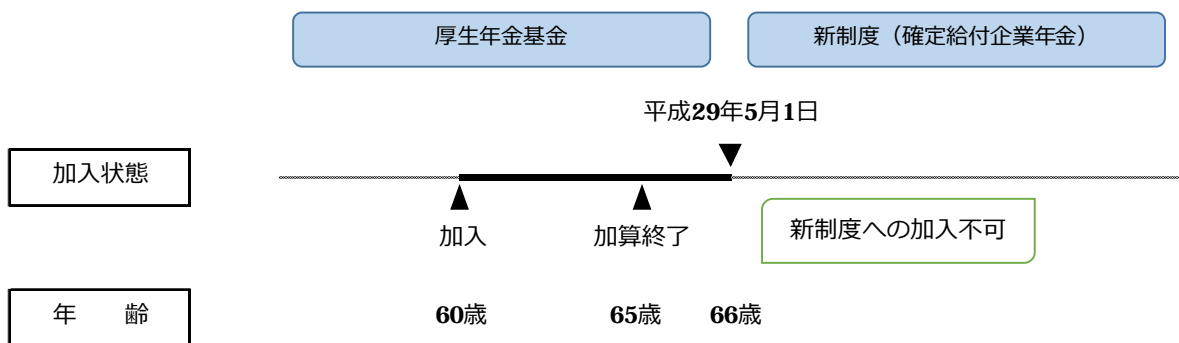 厚生年金基金 新制度（確定給付企業年金）
平成29年5月1日
▼
加入状態
▲ ▲
加入 加算終了 新制度への加入不可
年　　齢 60歳 65歳 66歳